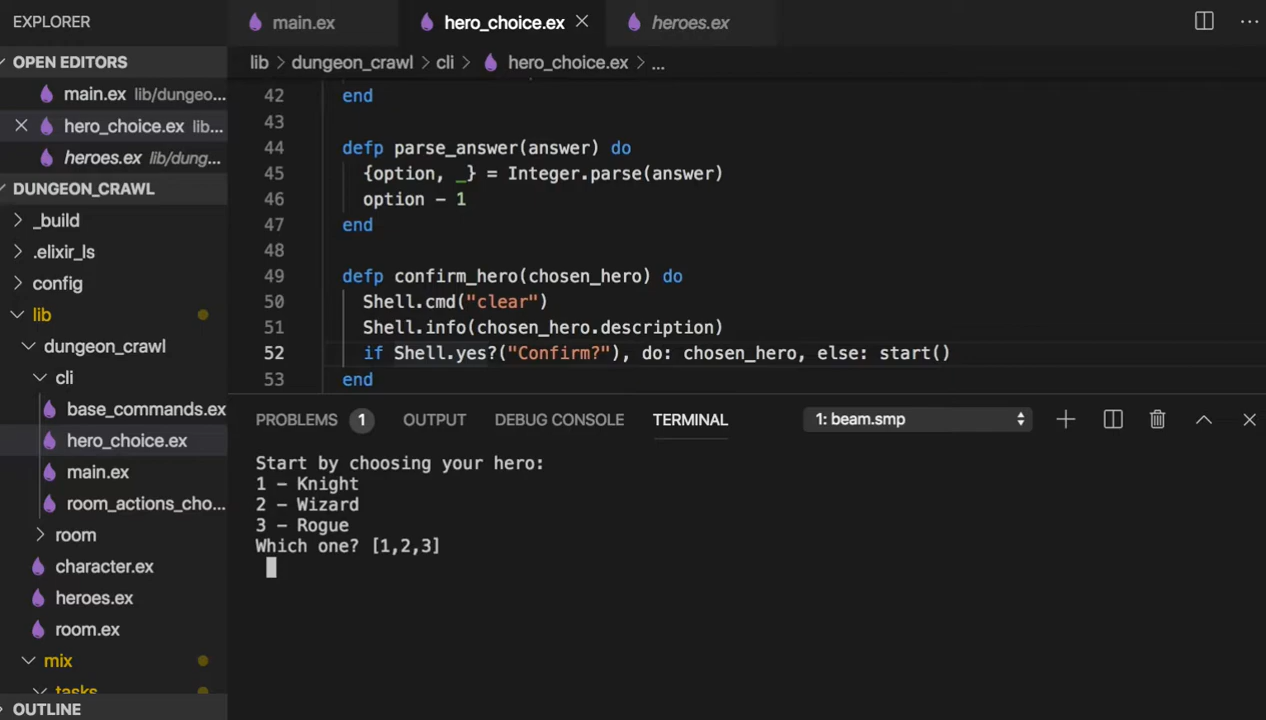 EXPLORER
OPEN EDITORS
main.ex lib/dungeo...
hero_choice.ex lib...
heroes.ex lib/dung...
DUNGEON_CRAWL
_build
.elixir_ls
config
lib
dungeon_crawl
cli
base_commands.ex
hero_choice.ex
main.ex
room_actions_cho...
room
character.ex
heroes.ex
room.ex
mix
tasks
OUTLINE
main.ex hero_choice.ex heroes.ex
lib > dungeon_crawl > cli > hero_choice.ex > ...
42 end
43
44 defp parse_answer(answer) do
45 {option, _} = Integer.parse(answer)
46 option - 1
47 end
48
49 defp confirm_hero(chosen_hero) do
50 Shell.cmd("clear")
51 Shell.info(chosen_hero.description)
52 if Shell.yes?("Confirm?"), do: chosen_hero, else: start()
53 end
PROBLEMS 1 OUTPUT DEBUG CONSOLE TERMINAL 1: beam.smp
Start by choosing your hero:
1 - Knight
2 - Wizard
3 - Rogue
Which one? [1,2,3]